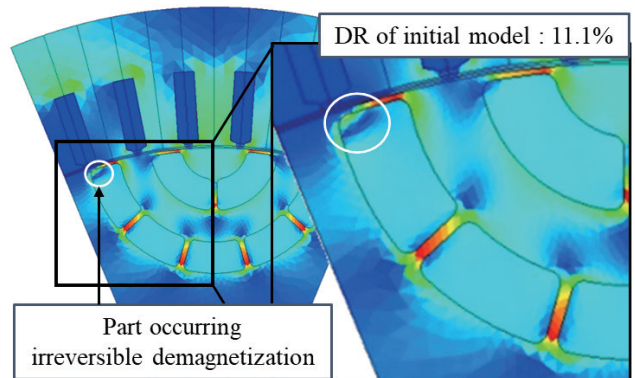 DR of initial model : 11.1%
Part occurring
irreversible demagnetization